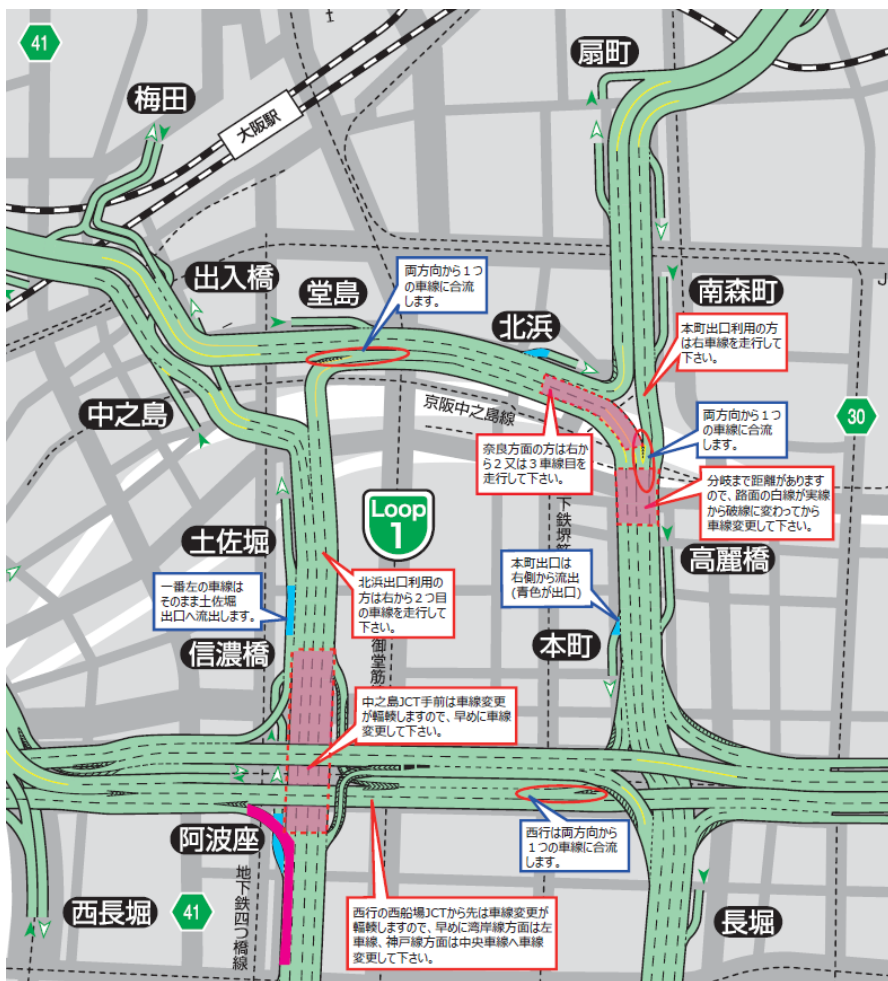 41
扇町
梅田
大阪駅
出入橋
堂島
両方向から1つ
の車線に合流
します。
北浜
南森町
J
本町出口利用の方
は右車線を走行して
下さい。
中之島
京阪中之島線
30
両方向から1つ
の車線に合流
します。
奈良方面の方は右か
ら2又は3車線目を
走行して下さい。
分岐まで距離があります
ので、路面の白線が実線
から破線に変わってから
車線変更して下さい。
Loop
1
下鉄堺筋
土佐堀
高麗橋
一番左の車線は
そのまま土佐堀
出口へ流出します。
北浜出口利用の
方は右から2つ目
の車線を走行して
下さい。
本町出口は
右側から流出
(青色が出口)
信濃橋
御堂筋
本町
中之島JCT手前は車線変更
が輻輳しますので、早めに車線
変更して下さい。
阿波座
西行は両方向から
1つの車線に合流
します。
地下鉄四つ橋線
西長堀
41
西行の西船場JCTから先は車線変更が
輻輳しますので、早めに湾岸線方面は左
車線、神戸線方面は中央車線へ車線
変更して下さい。
長堀